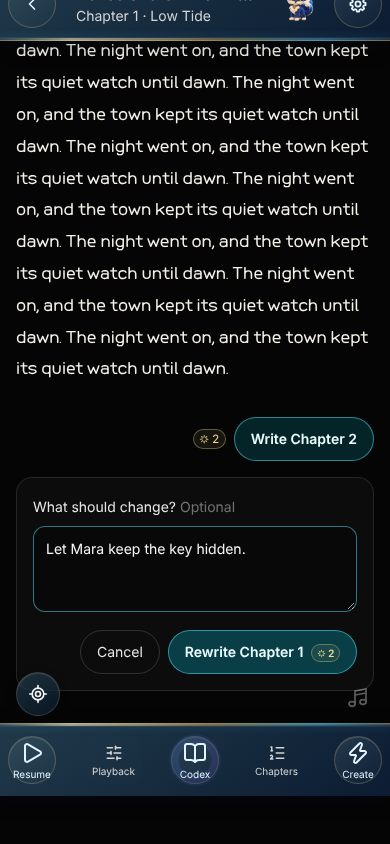 Chapter 1 · Low Tide
dawn. The night went on, and the town kept
its quiet watch until dawn. The night went
on, and the town kept its quiet watch until
dawn. The night went on, and the town kept
its quiet watch until dawn. The night went
on, and the town kept its quiet watch until
dawn. The night went on, and the town kept
its quiet watch until dawn. The night went
on, and the town kept its quiet watch until
dawn. The night went on, and the town kept
its quiet watch until dawn.
2
Write Chapter 2
What should change? Optional
Let Mara keep the key hidden.
Cancel
Rewrite Chapter 1
2
Resume
Playback
Codex
Chapters
Create